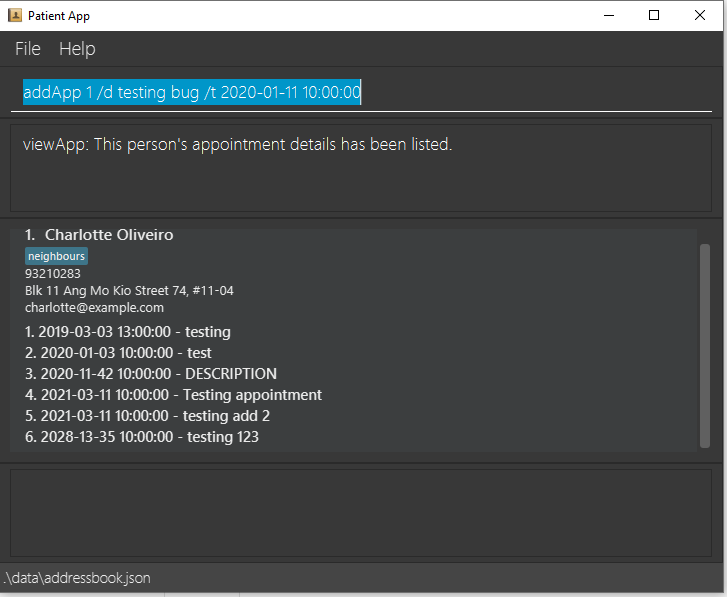 Patient App
File Help
addApp 1 /d testing bug /t 2020-01-11 10:00:00
viewApp: This person's appointment details has been listed.
1. Charlotte Oliveiro
neighbours
93210283
Blk 11 Ang Mo Kio Street 74, #11-04
charlotte@example.com
1. 2019-03-03 13:00:00 - testing
2. 2020-01-03 10:00:00 - test
3. 2020-11-42 10:00:00 - DESCRIPTION
4. 2021-03-11 10:00:00 - Testing appointment
5. 2021-03-11 10:00:00 - testing add 2
6. 2028-13-35 10:00:00 - testing 123
.\data\addressbook.json